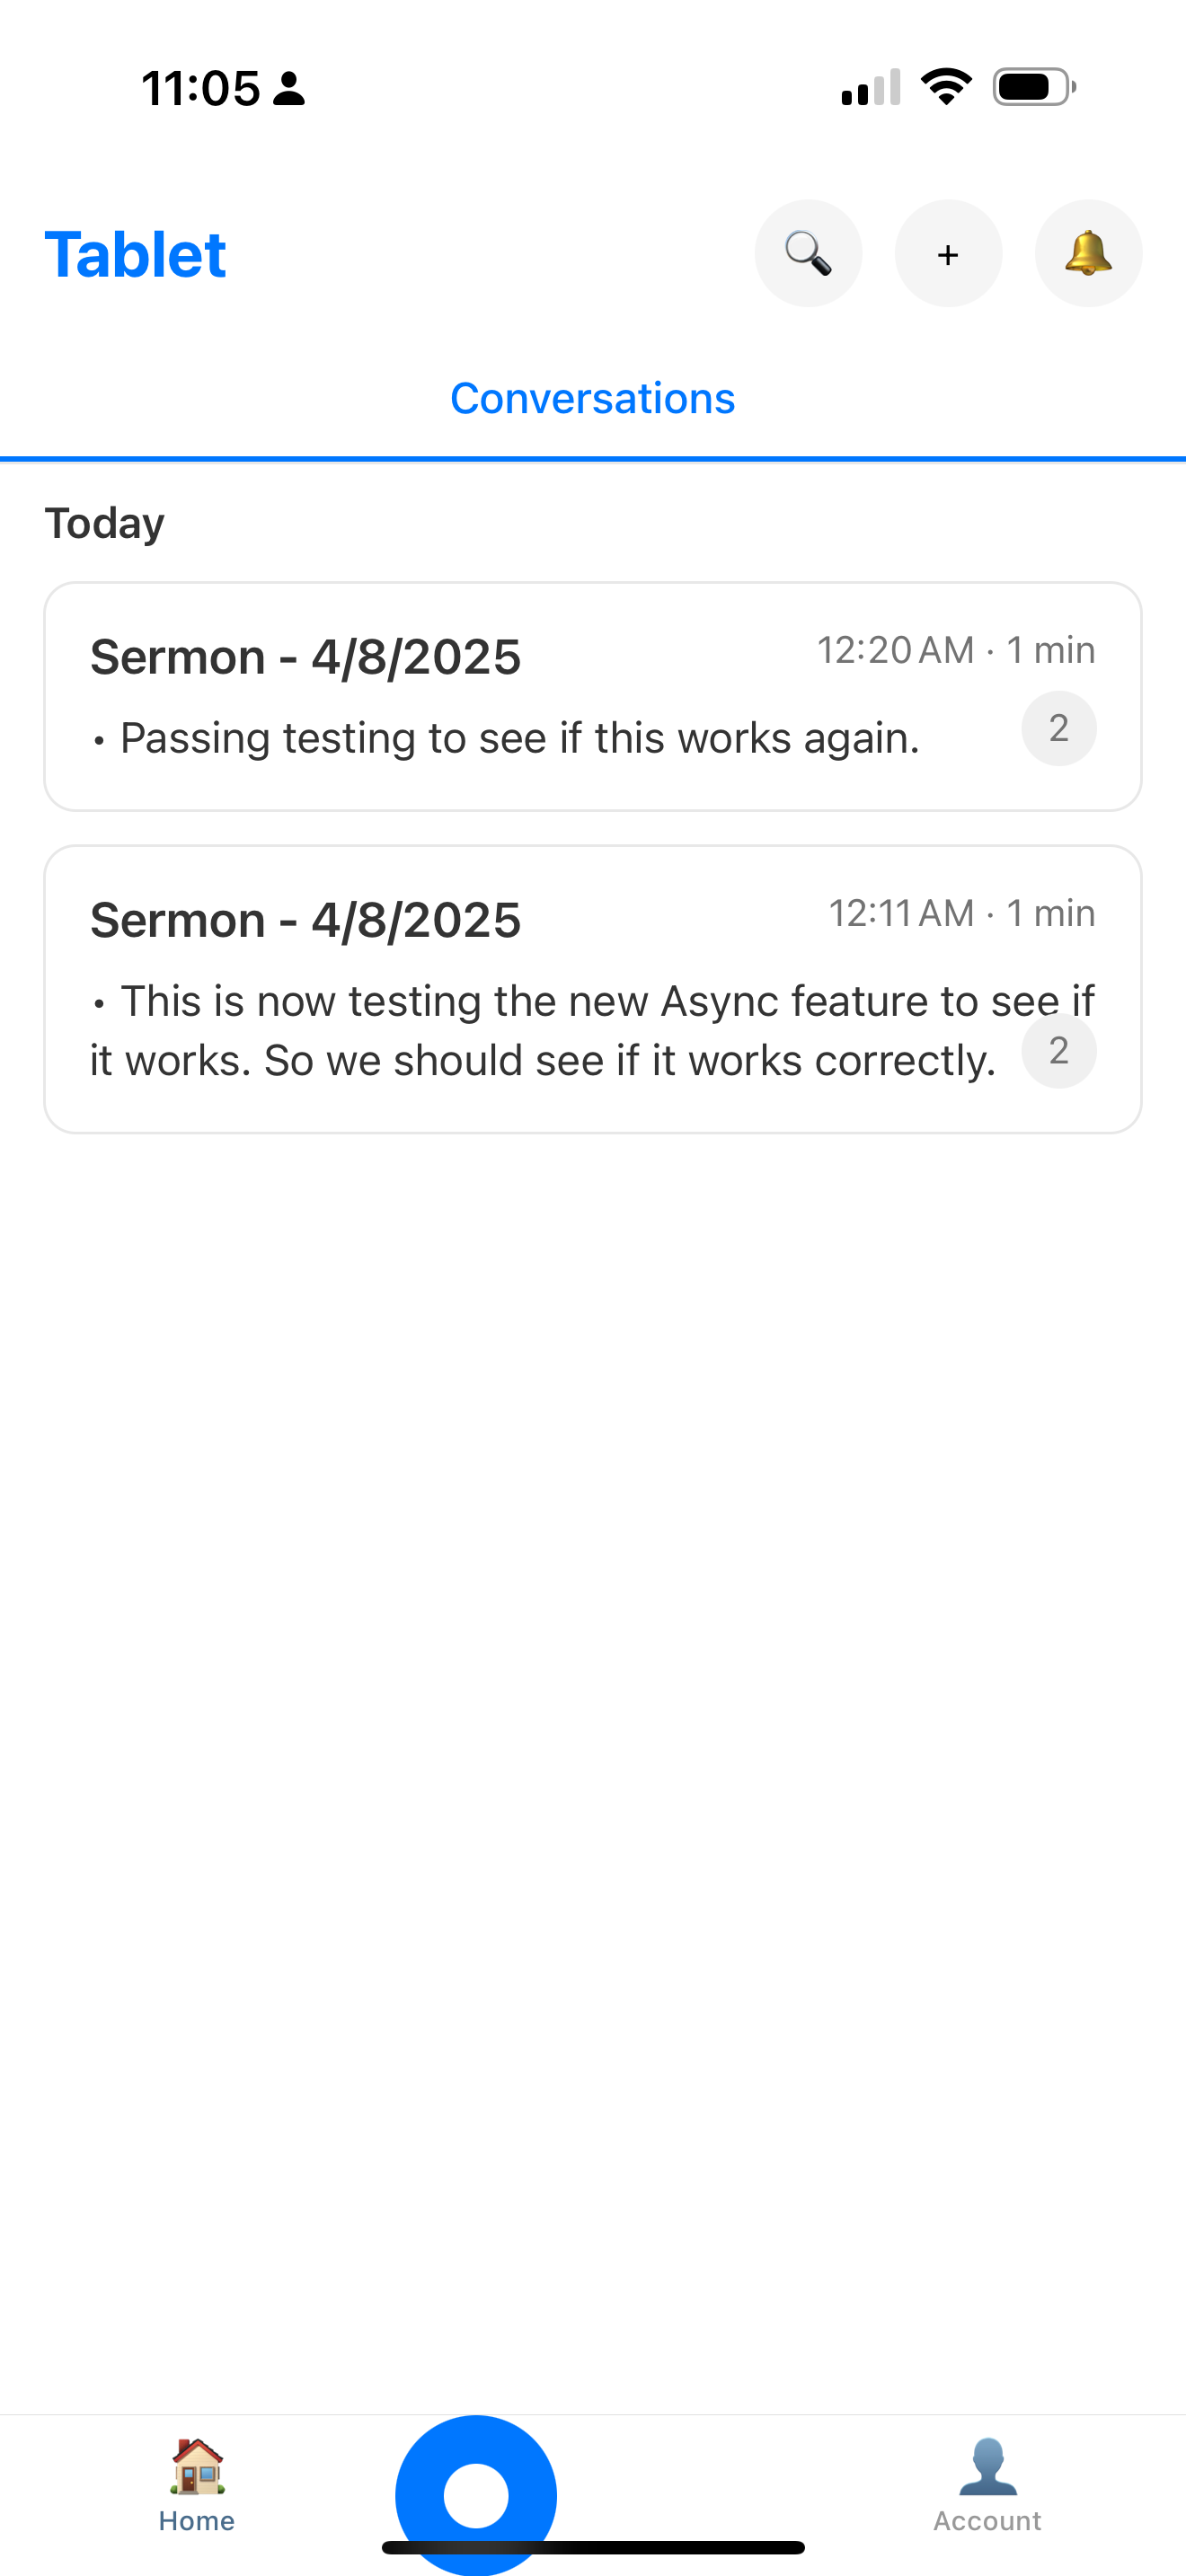 11:05
Tablet
+
Conversations
Today
Sermon - 4/8/2025
12:20 AM · 1 min
• Passing testing to see if this works again.
2
Sermon - 4/8/2025
12:11 AM · 1 min
• This is now testing the new Async feature to see if
it works. So we should see if it works correctly.
2
Home
Account